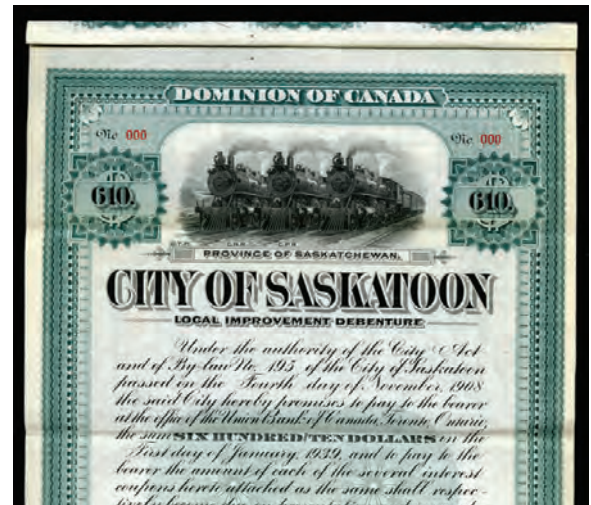 DOMINION OF CANADA
No. 000 No. 000
610. 610.
G.T.P. C.N.R. C.P.R.
PROVINCE OF SASKATCHEWAN.
CITY OF SASKATOON
LOCAL IMPROVEMENT DEBENTURE
Under the authority of the City Act
and of By-law No. 195 of the City of Saskatoon
passed on the Fourth day of November, 1908
the said City hereby promises to pay to the bearer
at the office of the Union Bank of Canada, Toronto, Ontario,
the sum SIX HUNDRED/TEN DOLLARS on the
First day of January, 1939, and to pay to the
bearer the amount of each of the several interest
coupons hereto attached as the same shall respec-